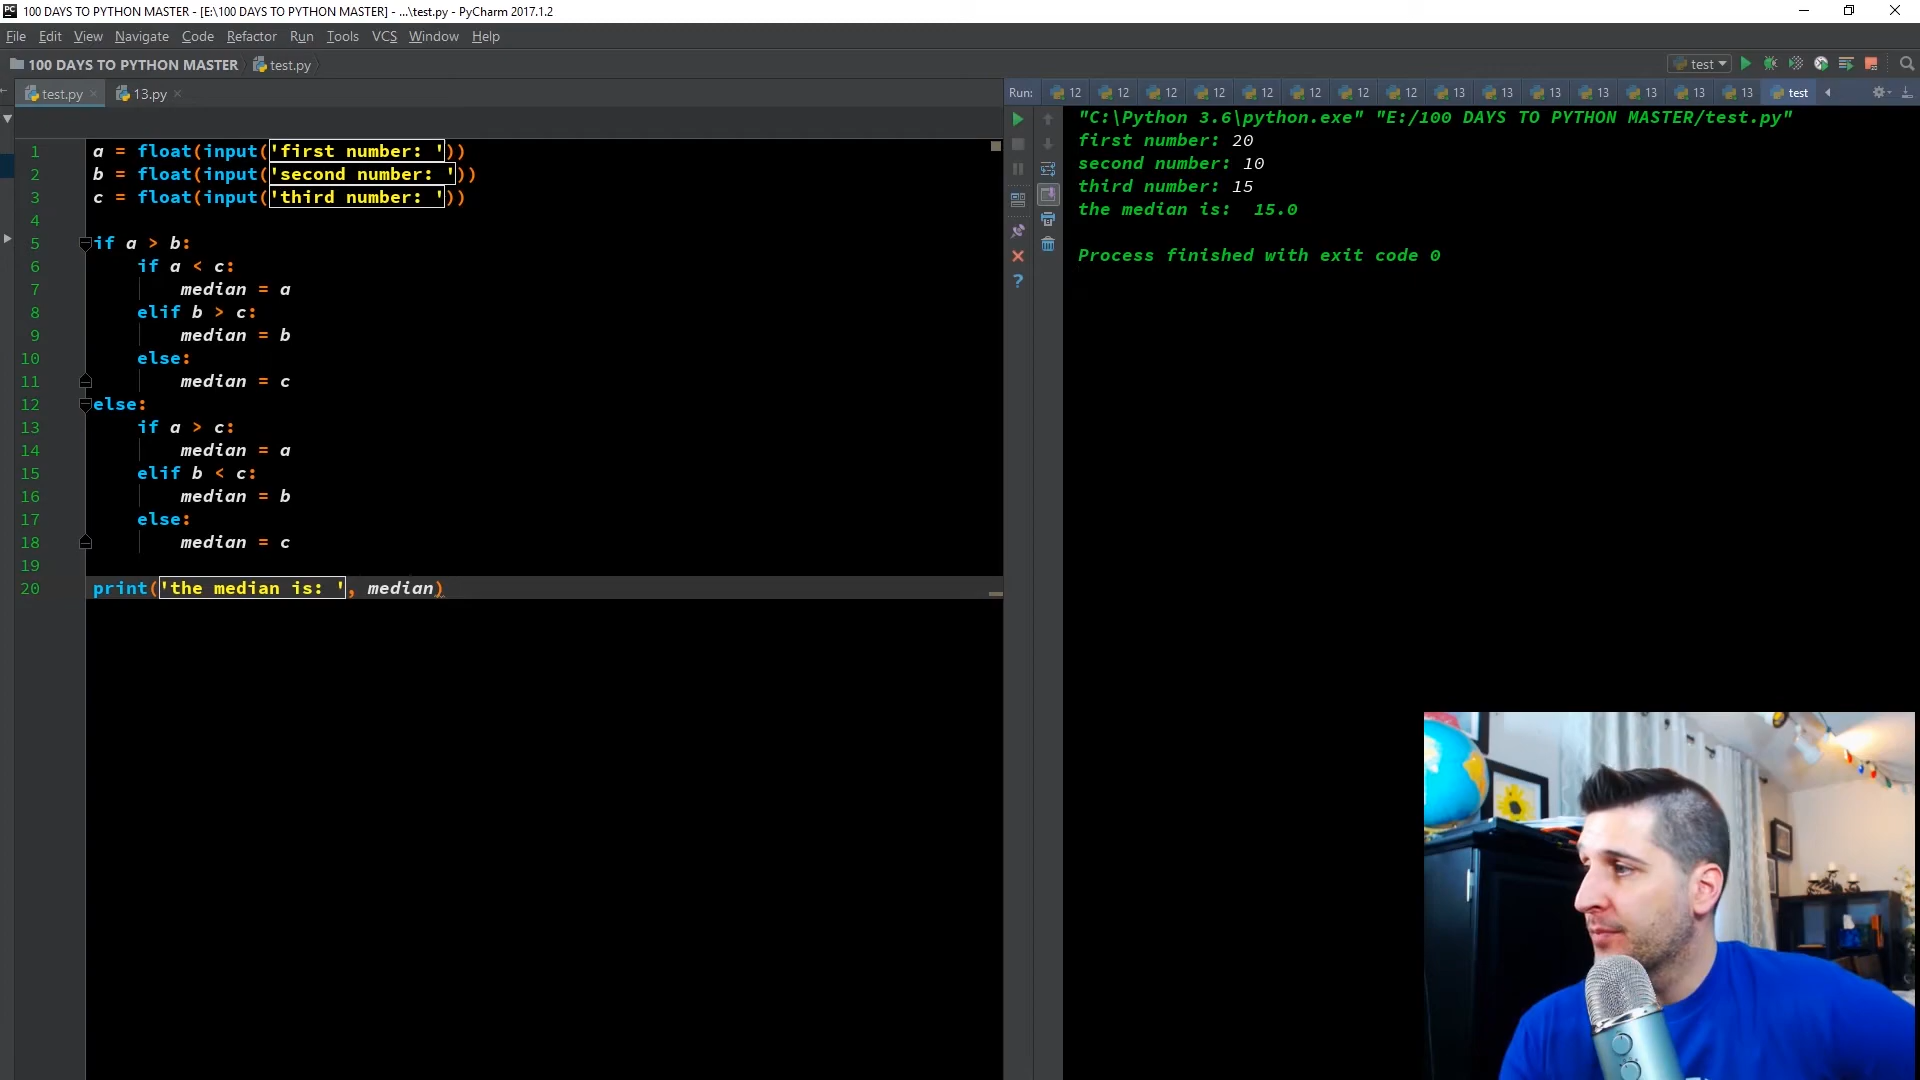 100 DAYS TO PYTHON MASTER - [E:\100 DAYS TO PYTHON MASTER] - ...\test.py - PyCharm 2017.1.2
File Edit View Navigate Code Refactor Run Tools VCS Window Help
100 DAYS TO PYTHON MASTER test.py
test
test.py 13.py
Run: 12 12 12 12 12 12 12 12 13 13 13 13 13 13 13 test
1 a = float(input('first number: '))
2 b = float(input('second number: '))
3 c = float(input('third number: '))
4
5 if a > b:
6 if a < c:
7 median = a
8 elif b > c:
9 median = b
10 else:
11 median = c
12 else:
13 if a > c:
14 median = a
15 elif b < c:
16 median = b
17 else:
18 median = c
19
20 print('the median is: ', median)
"C:\Python 3.6\python.exe" "E:/100 DAYS TO PYTHON MASTER/test.py"
first number: 20
second number: 10
third number: 15
the median is:  15.0
Process finished with exit code 0